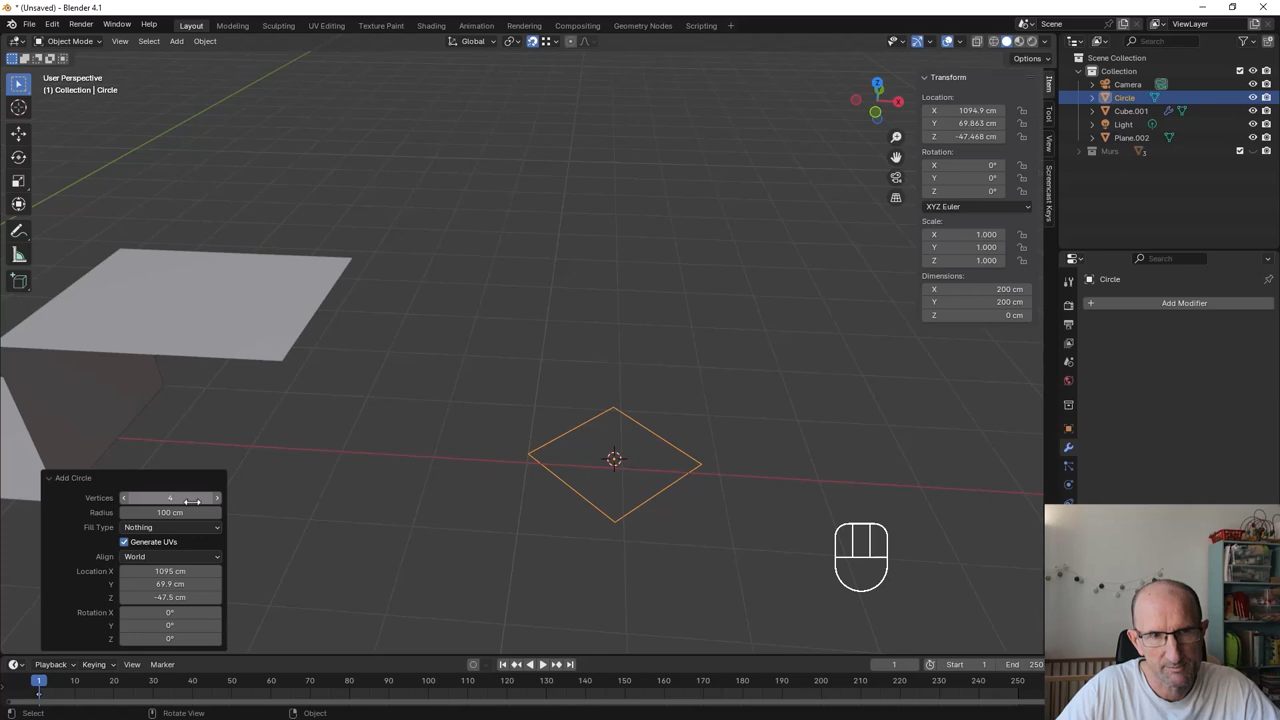 * (Unsaved) - Blender 4.1
File Edit Render Window Help Layout Modeling Sculpting UV Editing Texture Paint Shading Animation Rendering Compositing Geometry Nodes Scripting + Scene ViewLayer
Object Mode View Select Add Object Global Search
Options
User Perspective
(1) Collection | Circle
Scene Collection
Collection
Camera
Circle
Cube.001
Light
Plane.002
Murs 3
Z
X
Transform
Location:
X 1094.9 cm
Y 69.863 cm
Z -47.468 cm
Rotation:
X 0°
Y 0°
Z 0°
XYZ Euler
Scale:
X 1.000
Y 1.000
Z 1.000
Dimensions:
X 200 cm
Y 200 cm
Z 0 cm
Item
Tool
View
Screencast Keys
Search
Circle
+ Add Modifier
Add Circle
Vertices 4
Radius 100 cm
Fill Type Nothing
Generate UVs
Align World
Location X 1095 cm
Y 69.9 cm
Z -47.5 cm
Rotation X 0°
Y 0°
Z 0°
Playback Keying View Marker 1 Start 1 End 250
1 10 20 30 40 50 60 70 80 90 100 110 120 130 140 150 160 170 180 190 200 210 220 230 240 250
Select Rotate View Object